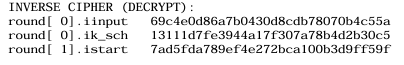 INVERSE CIPHER (DECRYPT):
round[ 0].iinput 69c4e0d86a7b0430d8cdb78070b4c55a
round[ 0].ik_sch 13111d7fe3944a17f307a78b4d2b30c5
round[ 1].istart 7ad5fda789ef4e272bca100b3d9ff59f